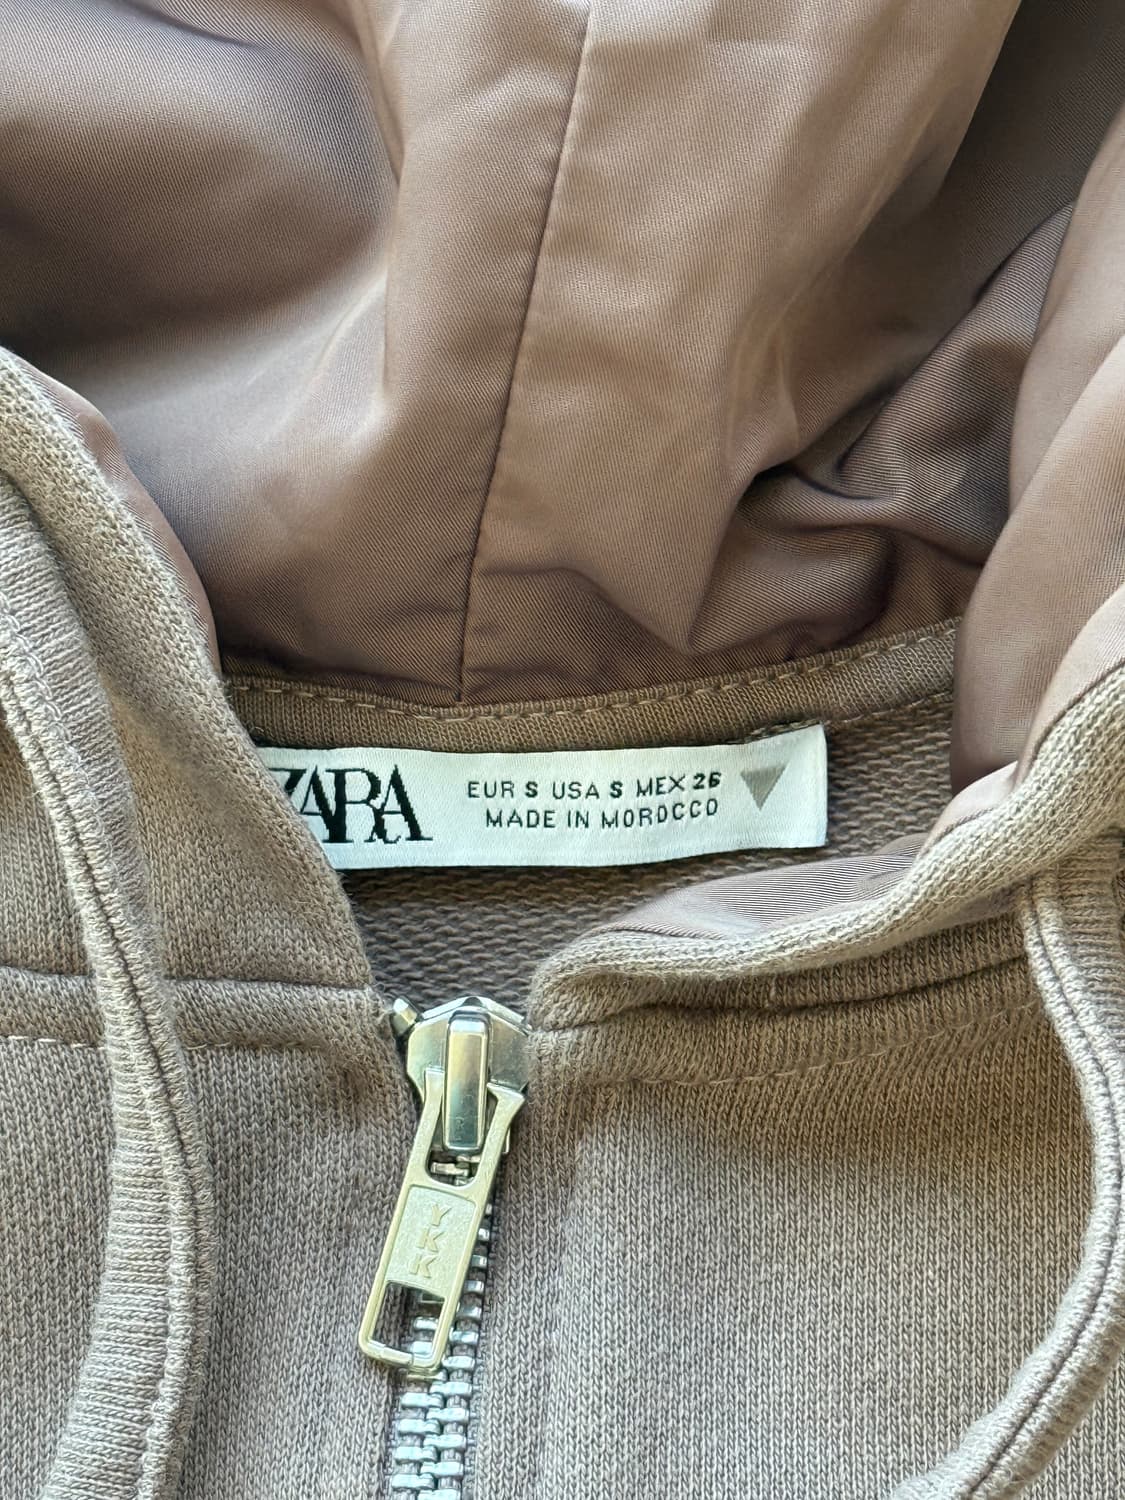 ZARA
EUR S USA S MEX 26
MADE IN MOROCCO
YKK